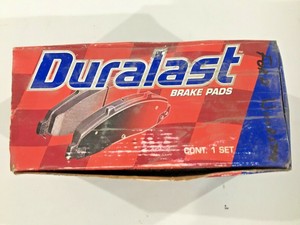 Duralast
BRAKE PADS
CONT. 1 SET